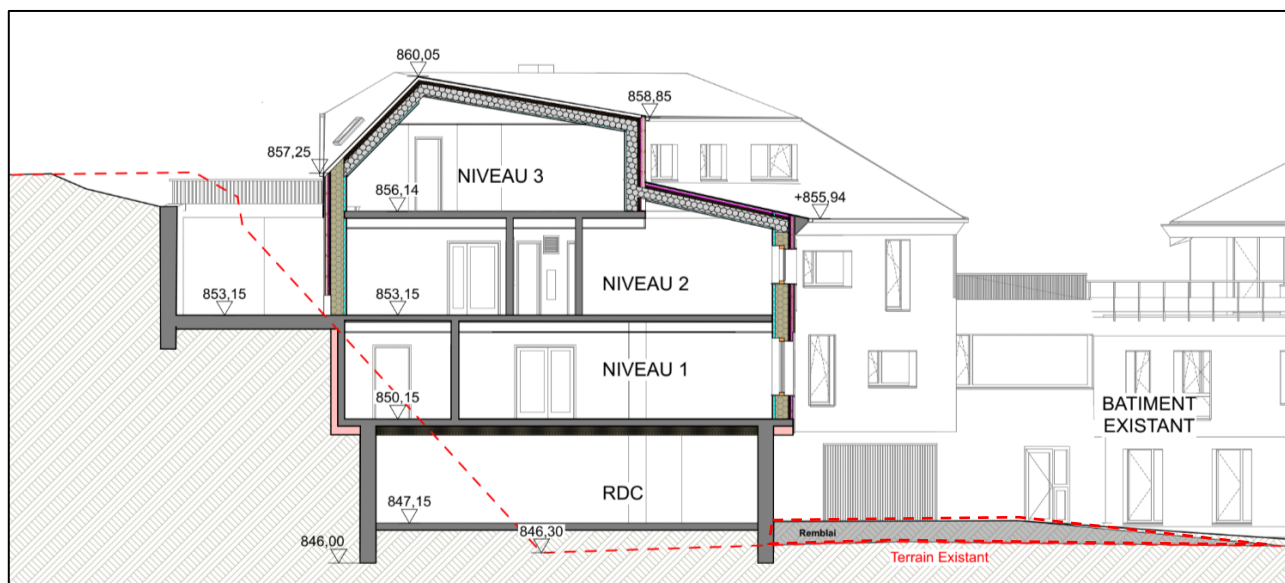 860,05
858,85
857,25
NIVEAU 3
856,14
+855,94
853,15
853,15
NIVEAU 2
NIVEAU 1
850,15
BATIMENT
EXISTANT
RDC
847,15
846,30
846,00
Remblai
Terrain Existant